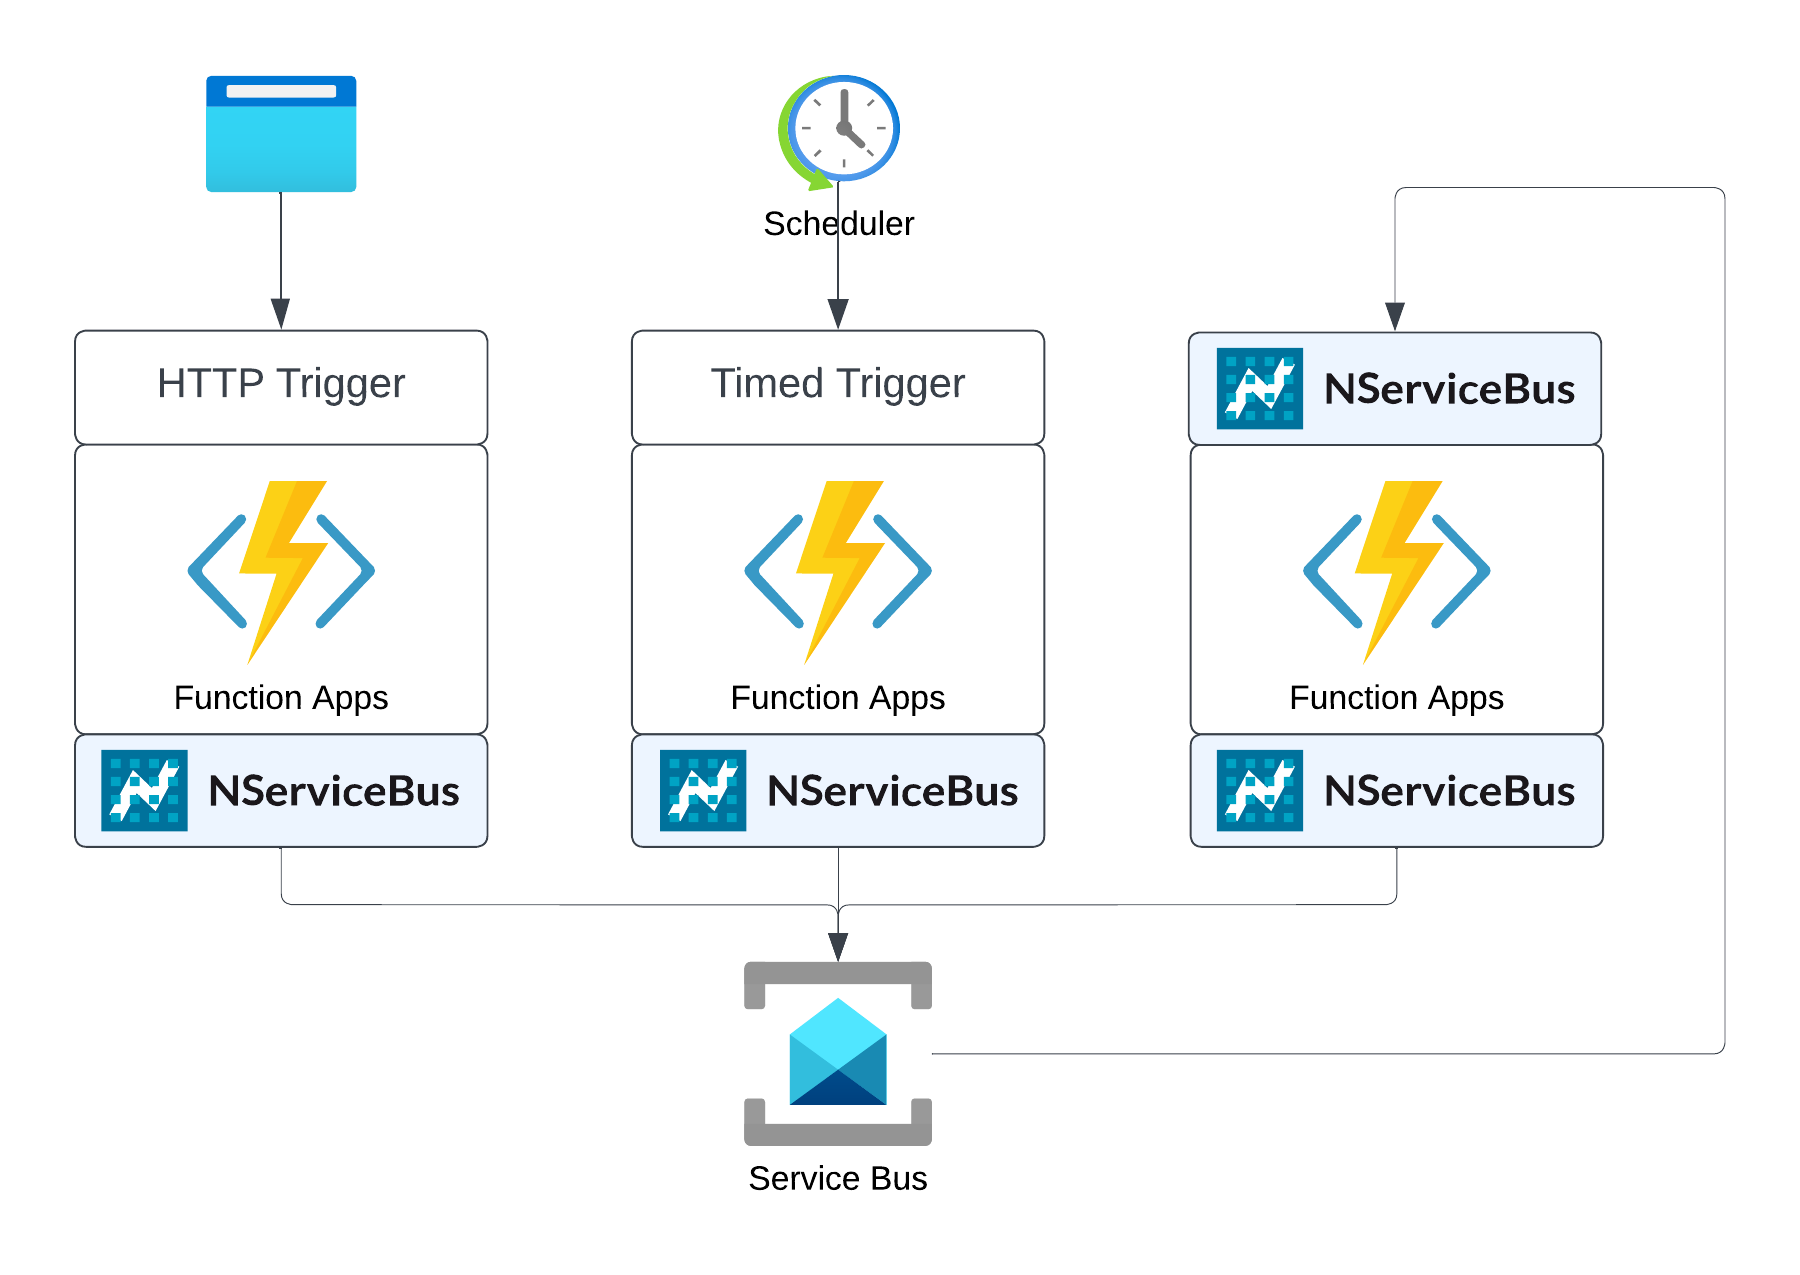 Scheduler
HTTP Trigger
Timed Trigger
NServiceBus
Function Apps
Function Apps
Function Apps
NServiceBus
NServiceBus
NServiceBus
Service Bus